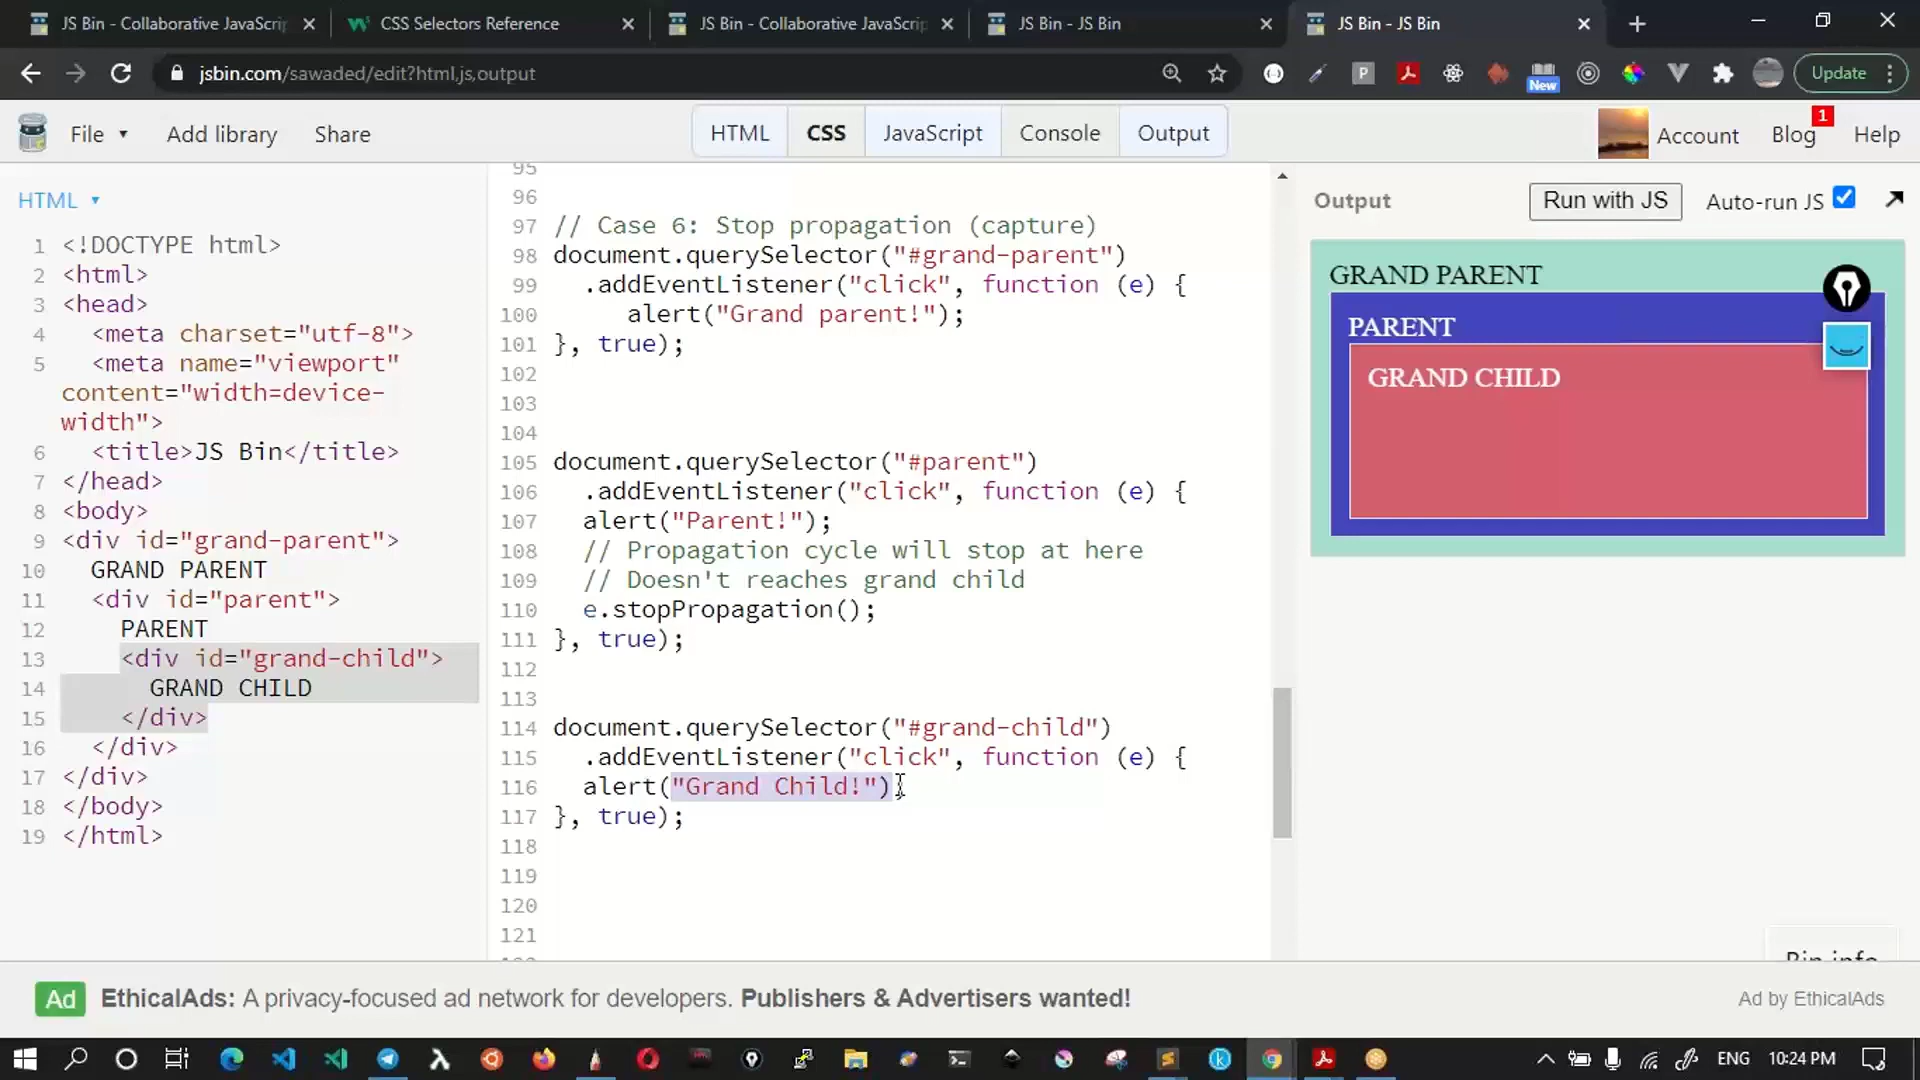 JS Bin - Collaborative JavaScrip
CSS Selectors Reference
JS Bin - Collaborative JavaScrip
JS Bin - JS Bin
JS Bin - JS Bin
jsbin.com/sawaded/edit?html,js,output
P
New
Update
File
Add library
Share
HTML
CSS
JavaScript
Console
Output
Account
Blog
1
Help
HTML
1 <!DOCTYPE html>
2 <html>
3 <head>
4 <meta charset="utf-8">
5 <meta name="viewport"
content="width=device-
width">
6 <title>JS Bin</title>
7 </head>
8 <body>
9 <div id="grand-parent">
10 GRAND PARENT
11 <div id="parent">
12 PARENT
13 <div id="grand-child">
14 GRAND CHILD
15 </div>
16 </div>
17 </div>
18 </body>
19 </html>
95
96
97 // Case 6: Stop propagation (capture)
98 document.querySelector("#grand-parent")
99 .addEventListener("click", function (e) {
100 alert("Grand parent!");
101 }, true);
102
103
104
105 document.querySelector("#parent")
106 .addEventListener("click", function (e) {
107 alert("Parent!");
108 // Propagation cycle will stop at here
109 // Doesn't reaches grand child
110 e.stopPropagation();
111 }, true);
112
113
114 document.querySelector("#grand-child")
115 .addEventListener("click", function (e) {
116 alert("Grand Child!");
117 }, true);
118
119
120
121
Output
Run with JS
Auto-run JS
GRAND PARENT
PARENT
GRAND CHILD
Bin info
Ad
EthicalAds: A privacy-focused ad network for developers. Publishers & Advertisers wanted!
Ad by EthicalAds
ENG
10:24 PM